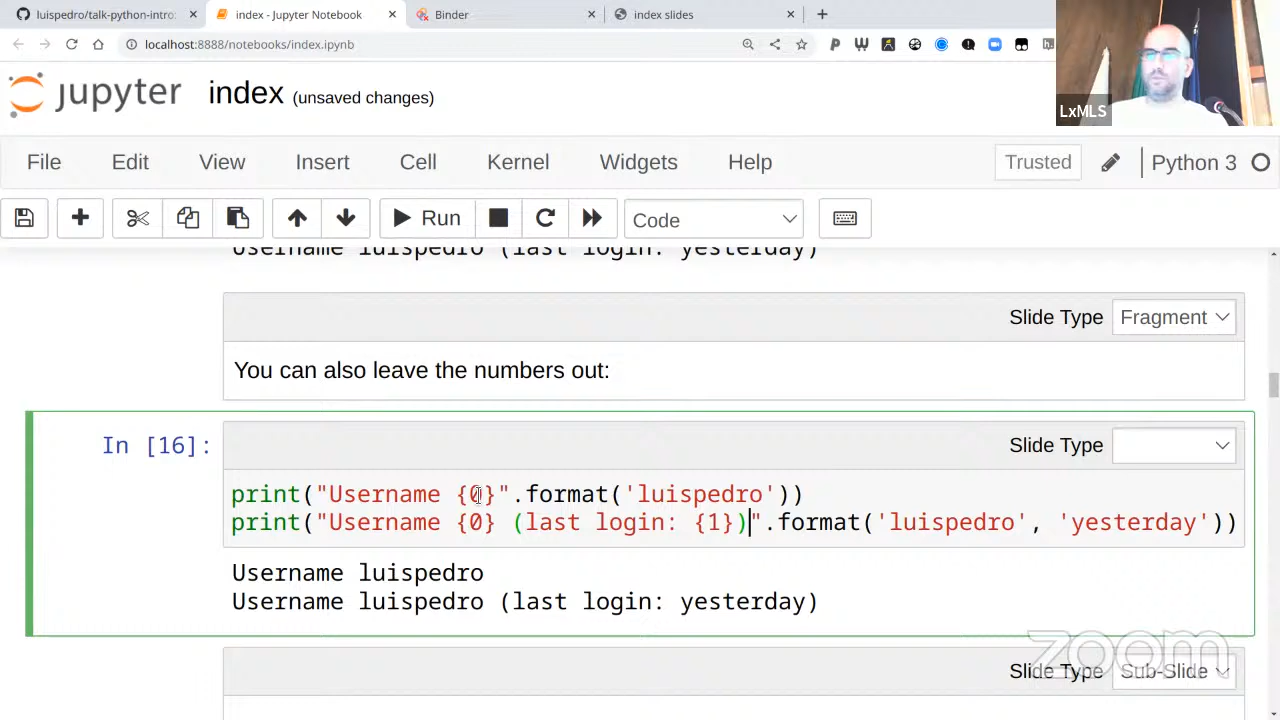 luispedro/talk-python-intro:
index - Jupyter Notebook
Binder
index slides
localhost:8888/notebooks/index.ipynb
LxMLS
jupyter index (unsaved changes)
File Edit View Insert Cell Kernel Widgets Help Trusted Python 3
Run Code
Username luispedro (last login: yesterday)
Slide Type Fragment
You can also leave the numbers out:
In [16]:
Slide Type
print("Username {0}".format('luispedro'))
print("Username {0} (last login: {1})".format('luispedro', 'yesterday'))
Username luispedro
Username luispedro (last login: yesterday)
zoom
Slide Type Sub-Slide